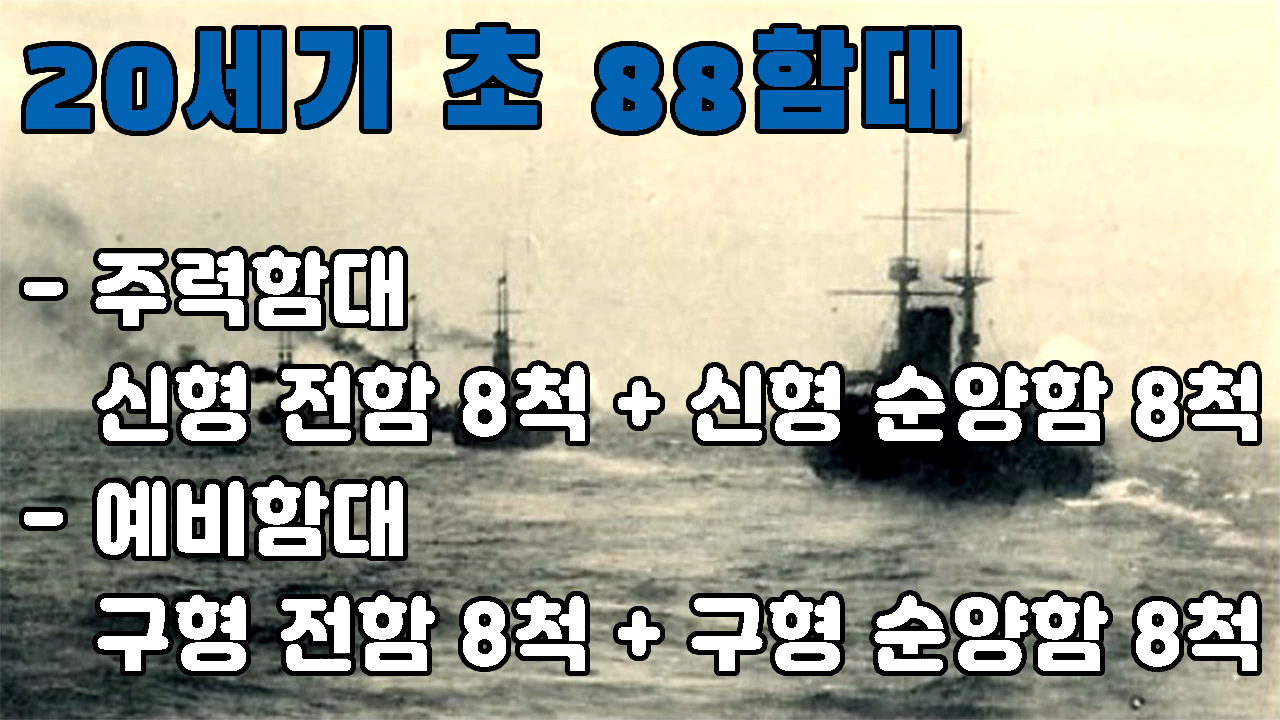 20세기 초 88함대
- 주력함대
신형 전함 8척 + 신형 순양함 8척
- 예비함대
구형 전함 8척 + 구형 순양함 8척